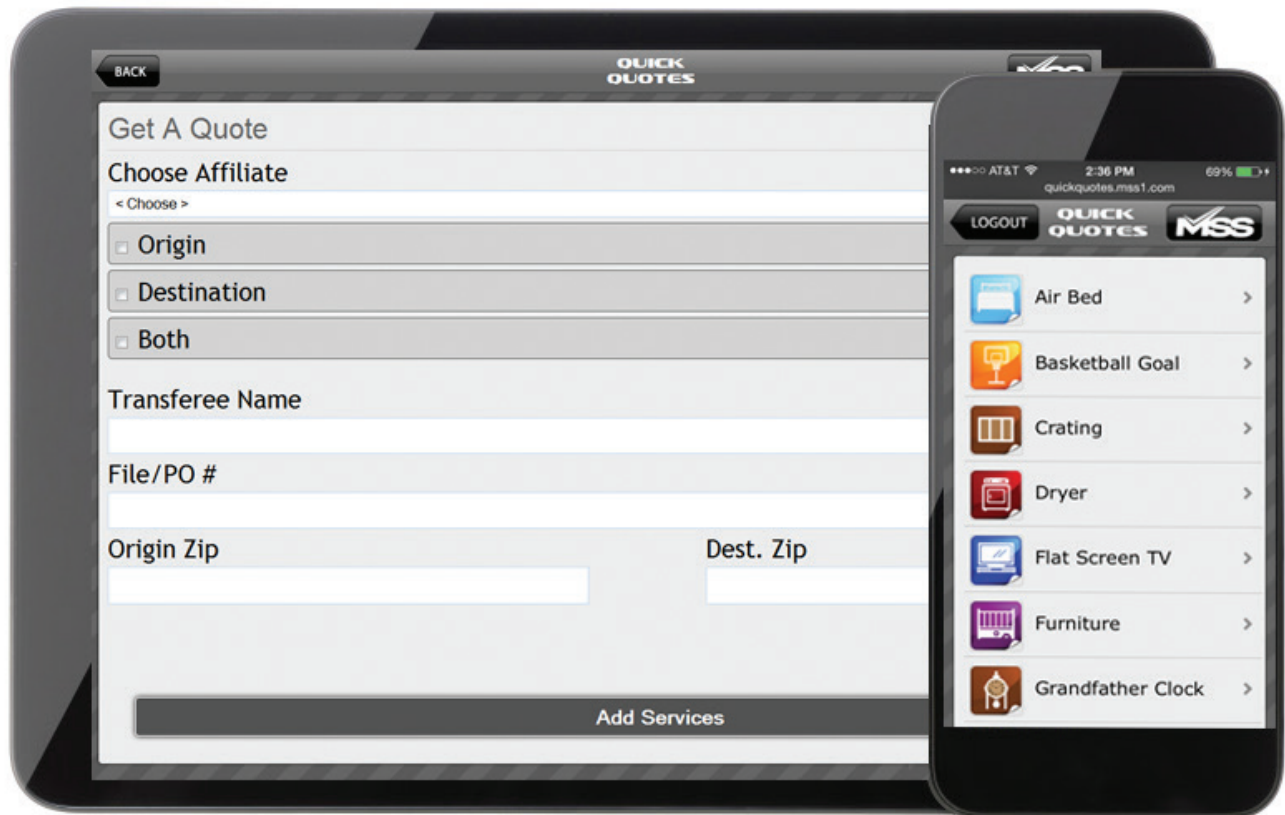 BACK
QUICK
QUOTES
MSS
Get A Quote
Choose Affiliate
< Choose >
Origin
Destination
Both
Transferee Name
File/PO #
Origin Zip
Dest. Zip
Add Services
AT&T
2:36 PM
69%
quickquotes.mss1.com
LOGOUT
QUICK
QUOTES
MSS
Air Bed
Basketball Goal
Crating
Dryer
Flat Screen TV
Furniture
Grandfather Clock